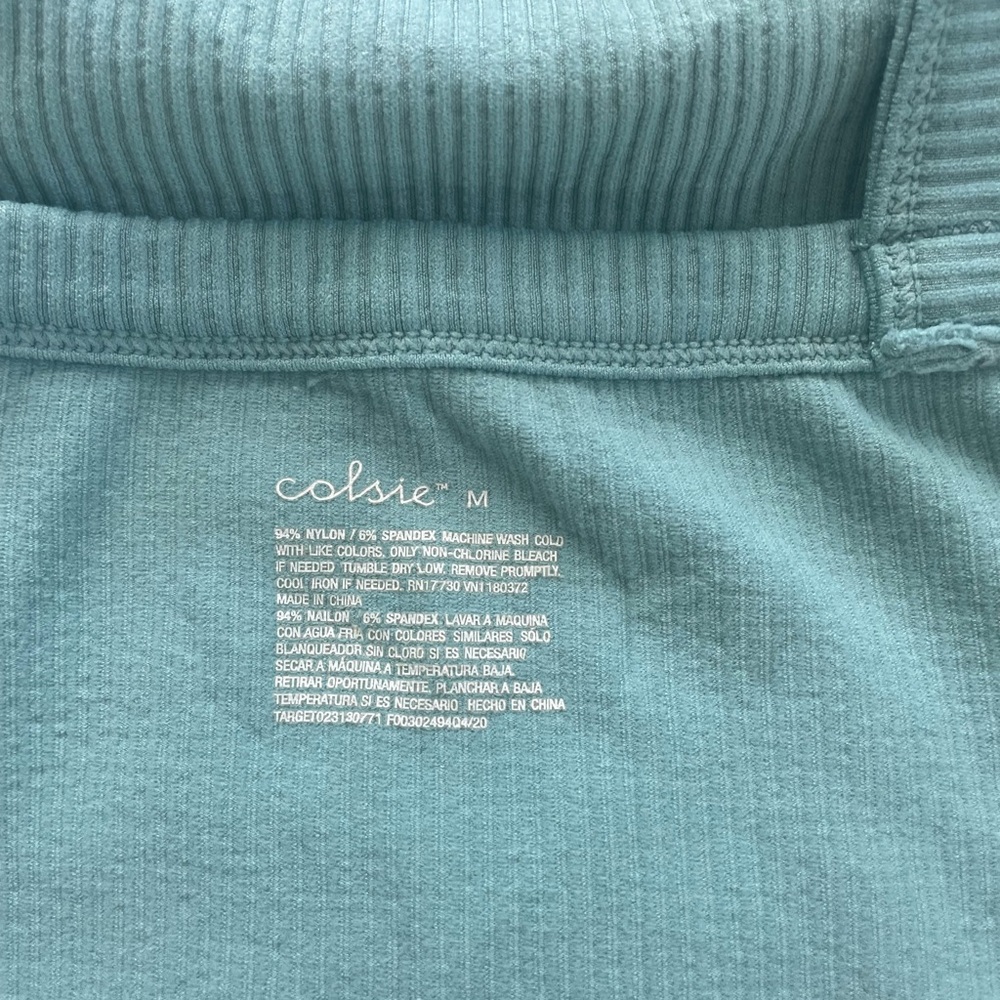 colsie™ M
94% NYLON / 6% SPANDEX MACHINE WASH COLD
WITH LIKE COLORS. ONLY NON-CHLORINE BLEACH
IF NEEDED TUMBLE DRY LOW. REMOVE PROMPTLY.
COOL IRON IF NEEDED. RN17730 VN1180372
MADE IN CHINA
94% NAILON 6% SPANDEX LAVAR A MAQUINA
CON AGUA FRIA CON COLORES SIMILARES SÓLO
BLANQUEADOR SIN CLORO SI ES NECESARIO
SECAR A MÁQUINA A TEMPERATURA BAJA.
RETIRAR OPORTUNAMENTE. PLANCHAR A BAJA
TEMPERATURA SI ES NECESARIO HECHO EN CHINA
TARGET023130771 F0030249404/20